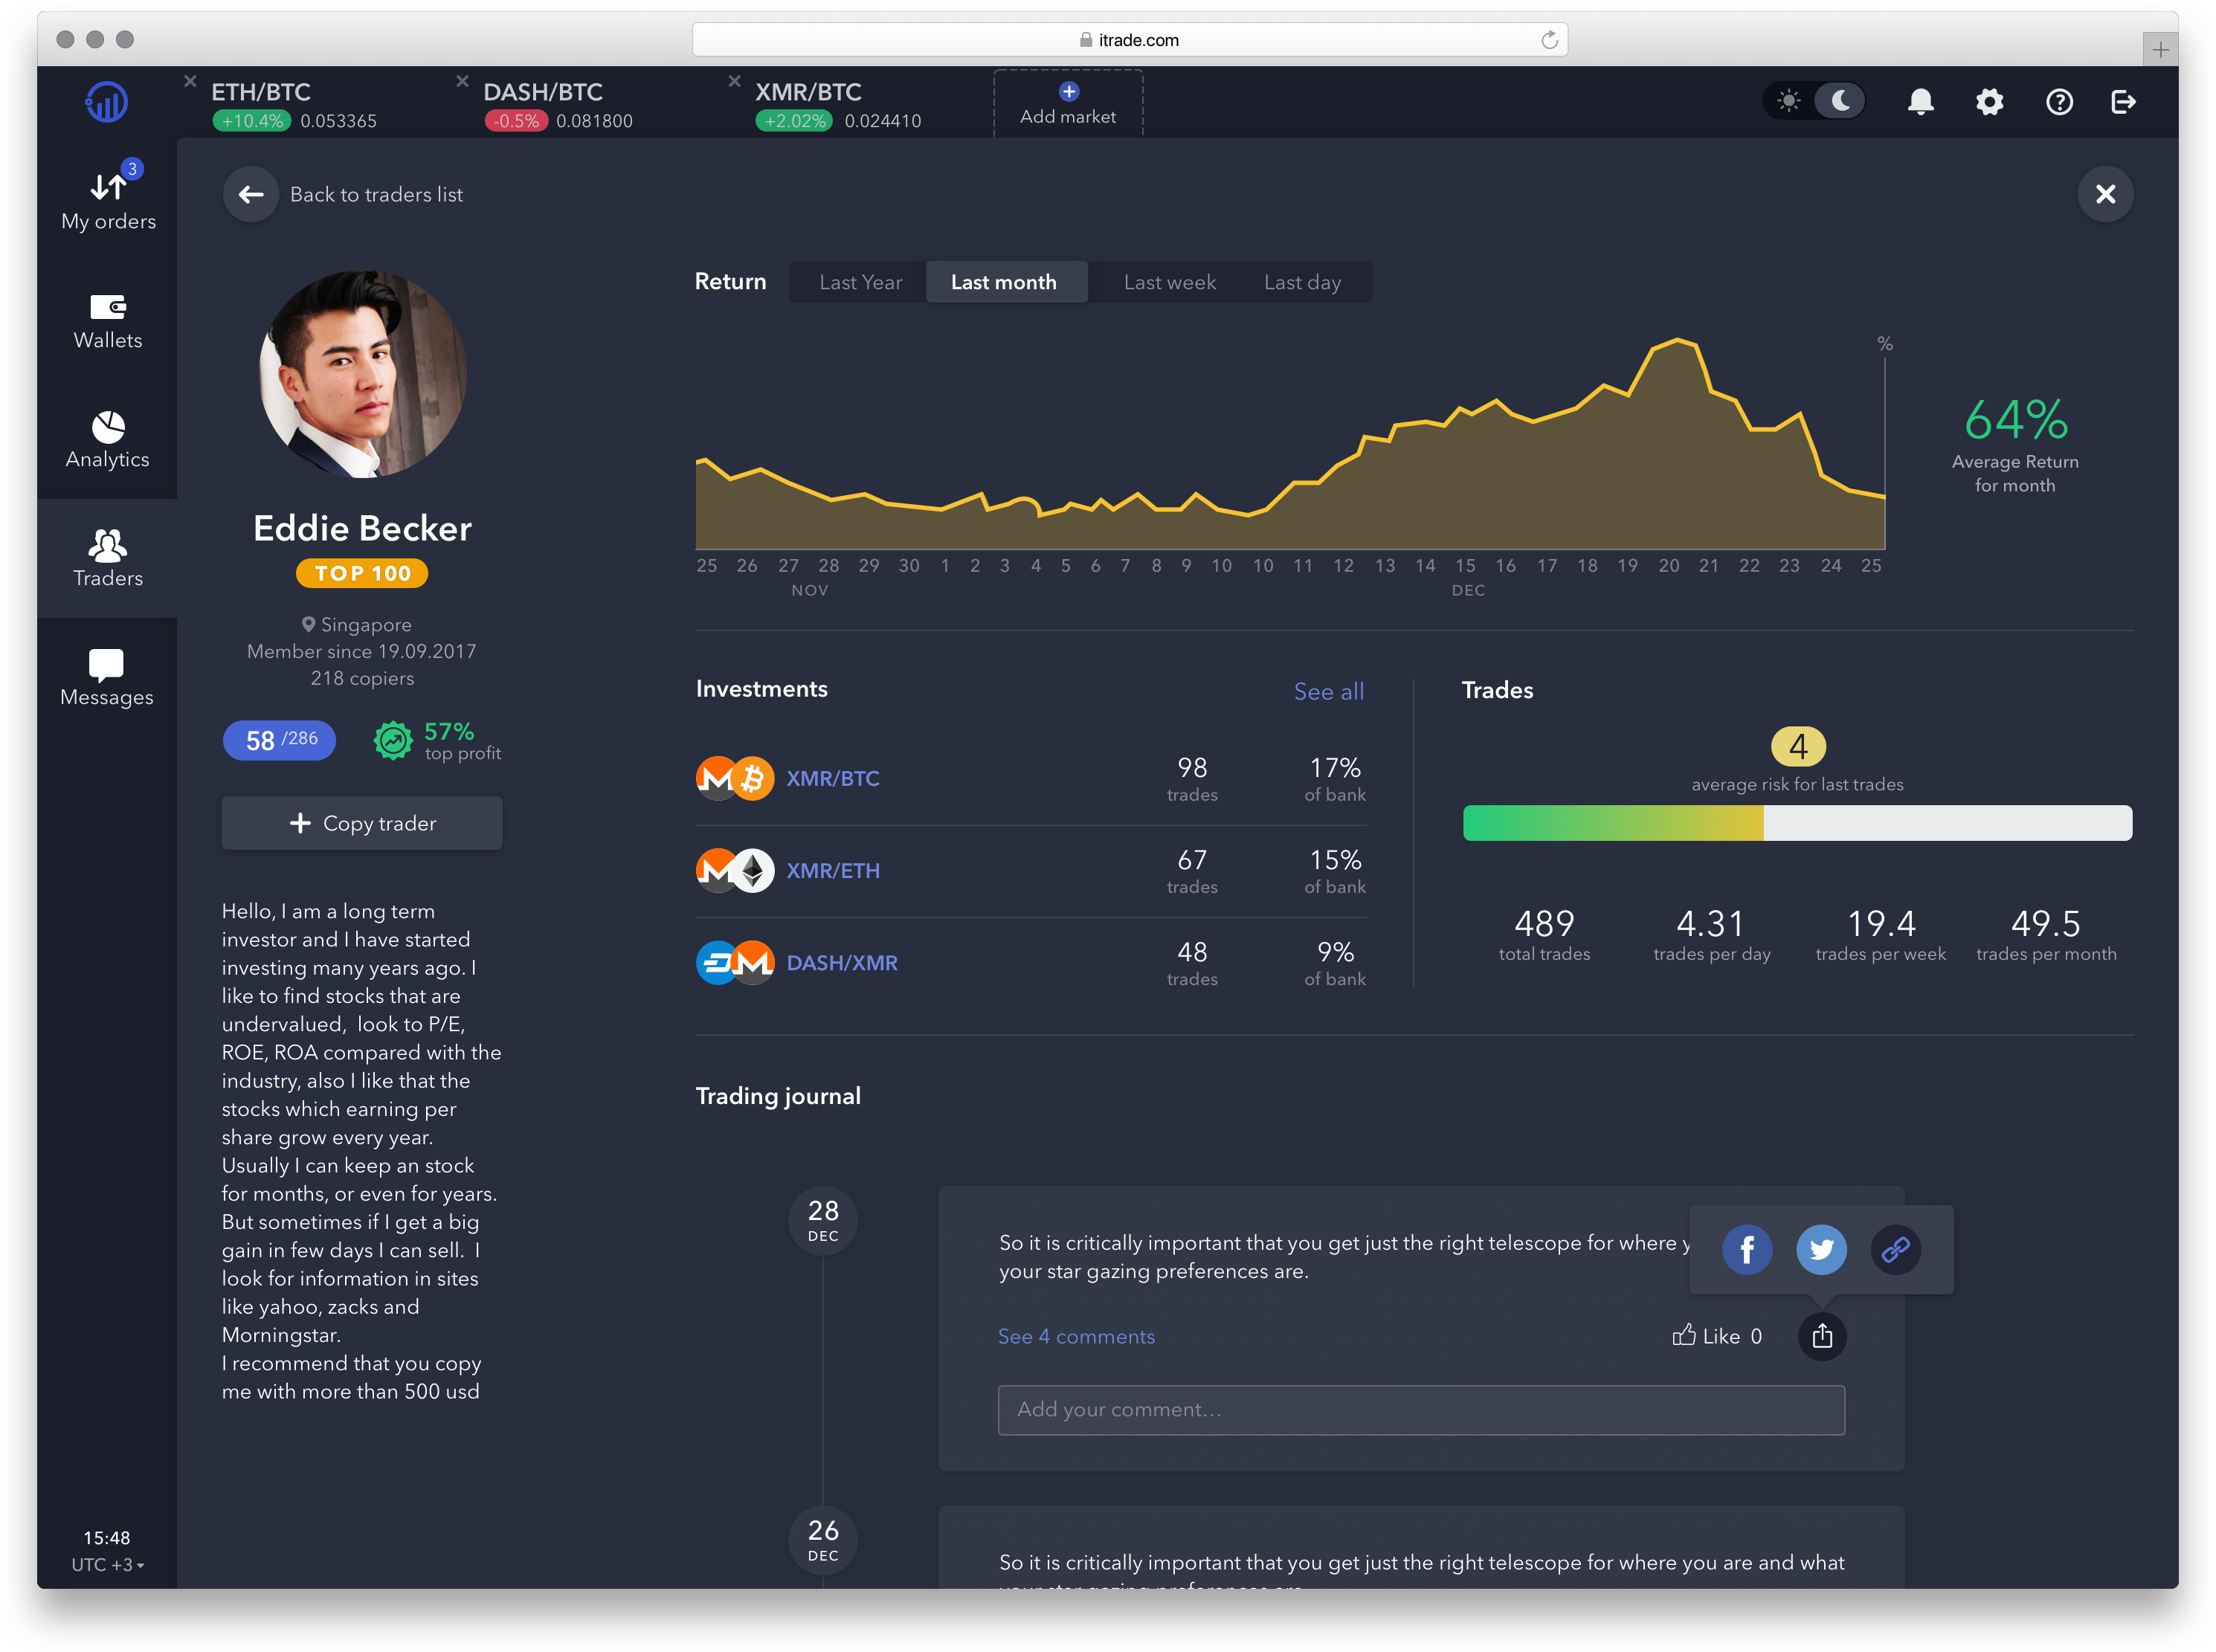 itrade.com
ETH/BTC
+10.4% 0.053365
DASH/BTC
-0.5% 0.081800
XMR/BTC
+2.02% 0.024410
Add market
3
My orders
Wallets
Analytics
Traders
Messages
15:48
UTC +3
Back to traders list
Eddie Becker
TOP 100
Singapore
Member since 19.09.2017
218 copiers
58 /286
57%
top profit
Copy trader
Hello, I am a long term
investor and I have started
investing many years ago. I
like to find stocks that are
undervalued,  look to P/E,
ROE, ROA compared with the
industry, also I like that the
stocks which earning per
share grow every year.
Usually I can keep an stock
for months, or even for years.
But sometimes if I get a big
gain in few days I can sell.  I
look for information in sites
like yahoo, zacks and
Morningstar.
I recommend that you copy
me with more than 500 usd
Return Last Year Last month Last week Last day
%
25 26 27 28 29 30 1 2 3 4 5 6 7 8 9 10 10 11 12 13 14 15 16 17 18 19 20 21 22 23 24 25
NOV DEC
64%
Average Return
for month
Investments See all
XMR/BTC
98 17%
trades of bank
XMR/ETH
67 15%
trades of bank
DASH/XMR
48 9%
trades of bank
Trades
4
average risk for last trades
489 4.31 19.4 49.5
total trades trades per day trades per week trades per month
Trading journal
28
DEC
So it is critically important that you get just the right telescope for where
your star gazing preferences are.
See 4 comments Like 0
Add your comment...
26
DEC
So it is critically important that you get just the right telescope for where you are and what
your star gazing preferences are